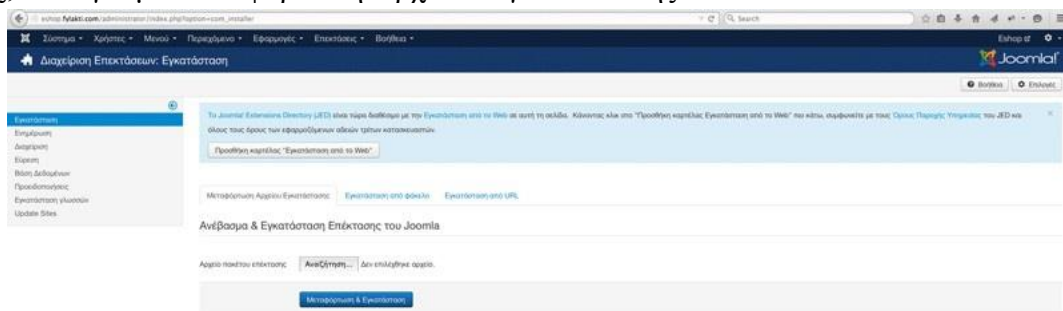 eshop.fylakti.com/administrator/index.php?option=com_installer
Search
Σύστημα Χρήστες Μενού Περιεχόμενο Εφαρμογές Επεκτάσεις Βοήθεια Eshop
Διαχείριση Επεκτάσεων: Εγκατάσταση Joomla!
Βοήθεια Επιλογές
Εγκατάσταση
Ενημέρωση
Διαχείριση
Εύρεση
Βάση Δεδομένων
Προειδοποιήσεις
Εγκατάσταση γλωσσών
Update Sites
Το Joomla! Extensions Directory (JED) είναι τώρα διαθέσιμο με την Εγκατάσταση από το Web σε αυτή τη σελίδα. Κάνοντας κλικ στο "Προσθήκη καρτέλας Εγκατάσταση από το Web" πιο κάτω, συμφωνείτε με τους Όρους Παροχής Υπηρεσίας του JED και
όλους τους όρους των εφαρμοζόμενων αδειών τρίτων κατασκευαστών.
Προσθήκη καρτέλας "Εγκατάσταση από το Web"
Μεταφόρτωση Αρχείου Εγκατάστασης Εγκατάσταση από φάκελο Εγκατάσταση από URL
Ανέβασμα & Εγκατάσταση Επέκτασης του Joomla
Αρχείο πακέτου επέκτασης Αναζήτηση... Δεν επιλέχθηκε αρχείο.
Μεταφόρτωση & Εγκατάσταση